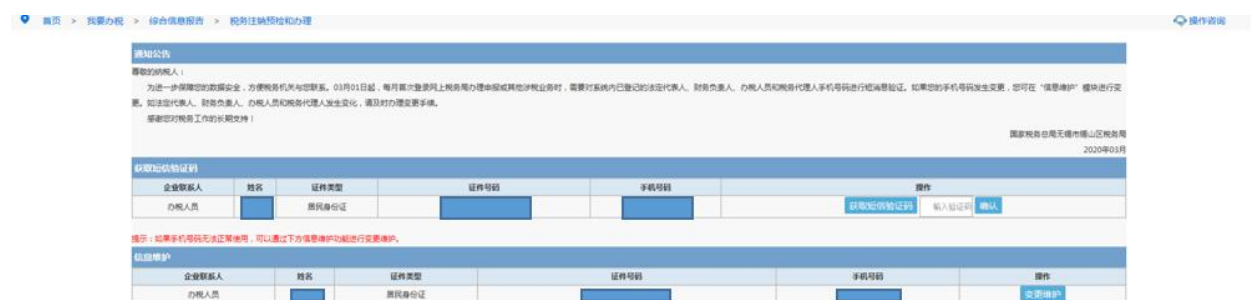 首页 > 我要办税 > 综合信息报告 > 税务注销预检和办理 操作咨询
通知公告
尊敬的纳税人：
为进一步保障您的数据安全，方便税务机关与您联系。03月01日起，每月首次登录网上税务局办理申报或其他涉税业务时，需要对系统内已登记的法定代表人、财务负责人、办税人员和税务代理人手机号码进行短消息验证。如果您的手机号码发生变更，您可在“信息维护”模块进行变
更。如法定代表人、财务负责人、办税人员和税务代理人发生变化，请及时办理变更手续。
感谢您对税务工作的长期支持！
国家税务总局无锡市锡山区税务局
2020年03月
获取短信验证码
企业联系人 姓名 证件类型 证件号码 手机号码 操作
办税人员 居民身份证 获取短信验证码 输入验证码 确认
提示：如果手机号码无法正常使用，可以通过下方信息维护功能进行变更维护。
信息维护
企业联系人 姓名 证件类型 证件号码 手机号码 操作
办税人员 居民身份证 变更维护